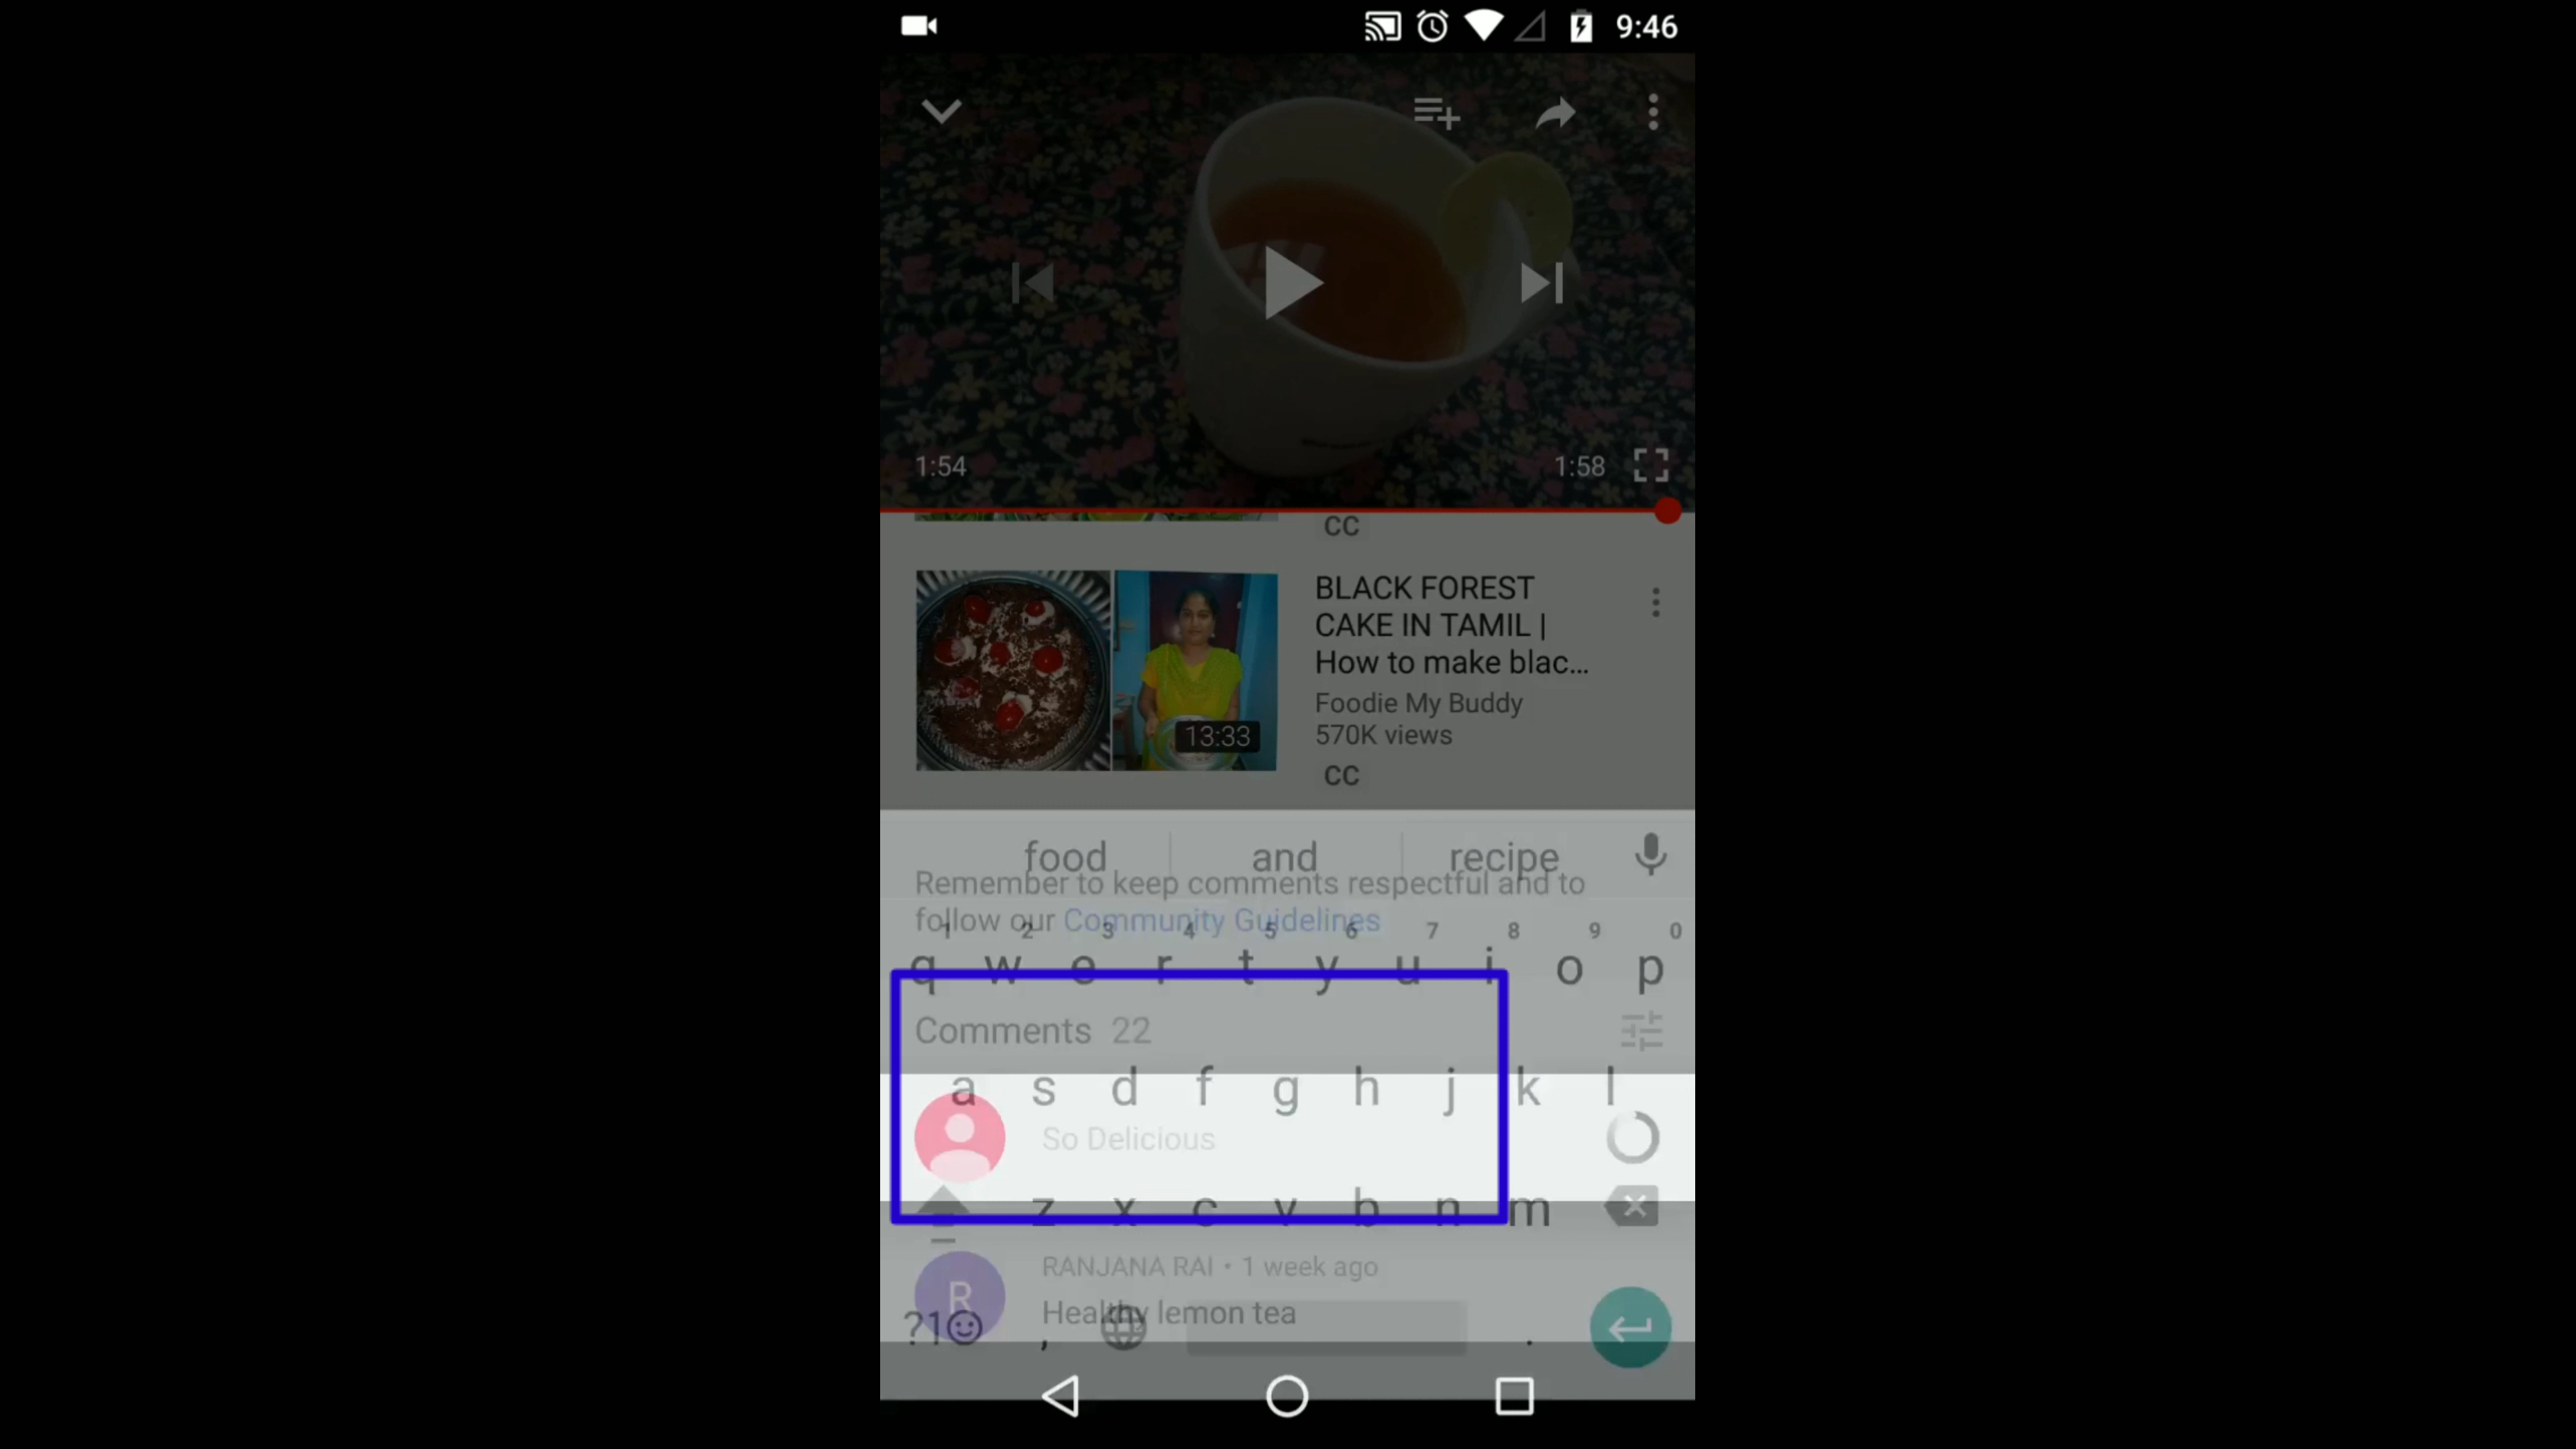 9:46
1:54
1:58
CC
BLACK FOREST
CAKE IN TAMIL |
How to make blac...
Foodie My Buddy
570K views
CC
13:33
food and recipe
Remember to keep comments respectful and to
follow our Community Guidelines
1 2 3 4 5 6 7 8 9 0
q w e r t y u i o p
Comments 22
a s d f g h j k l
So Delicious
z x c v b n m
RANJANA RAI • 1 week ago
R
Healthy lemon tea
?1 , .